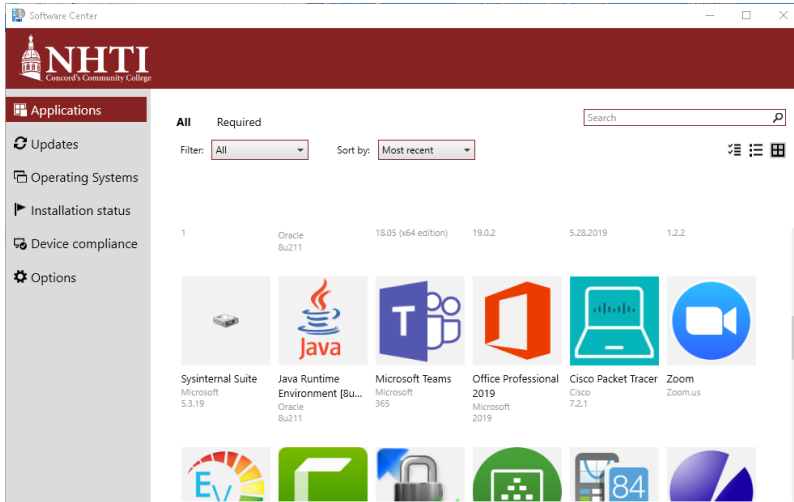 Software Center
NHTI
Concord's Community College
Applications
Updates
Operating Systems
Installation status
Device compliance
Options
All Required
Search
Filter: All Sort by: Most recent
1 Oracle 18.05 (x64 edition) 19.0.2 5.28.2019 1.2.2
8u211
Java
T
Sysinternal Suite
Microsoft
5.3.19
Java Runtime
Environment [8u...
Oracle
8u211
Microsoft Teams
Microsoft
365
Office Professional
2019
Microsoft
2019
Cisco Packet Tracer
Cisco
7.2.1
Zoom
Zoom.us
EV
84